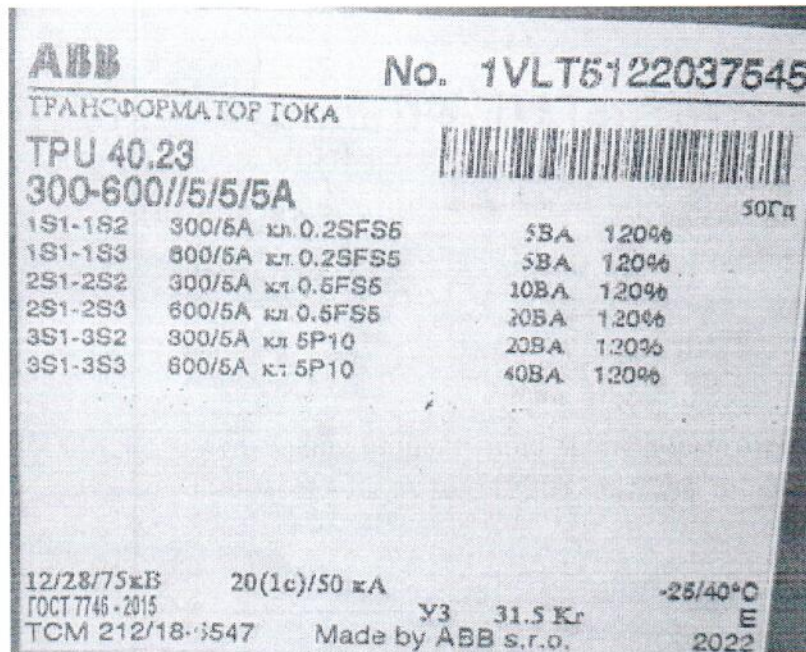 ABB
No. 1VLT5122037545
ТРАНСФОРМАТОР ТОКА
TPU 40.23
300-600//5/5/5A
50Гц
1S1-1S2 300/5A кл 0.2SFS5 5ВА 120%
1S1-1S3 600/5A кл 0.2SFS5 5ВА 120%
2S1-2S2 300/5A кл 0.5FS5 10ВА 120%
2S1-2S3 600/5A кл 0.5FS5 20ВА 120%
3S1-3S2 300/5A кл 5P10 20ВА 120%
3S1-3S3 600/5A кл 5P10 40ВА 120%
12/28/75кВ 20(1с)/50 кА -25/40°C
ГОСТ 7746 - 2015 У3 31.5 Кг E
TCM 212/18- Made by ABB s.r.o. 2022